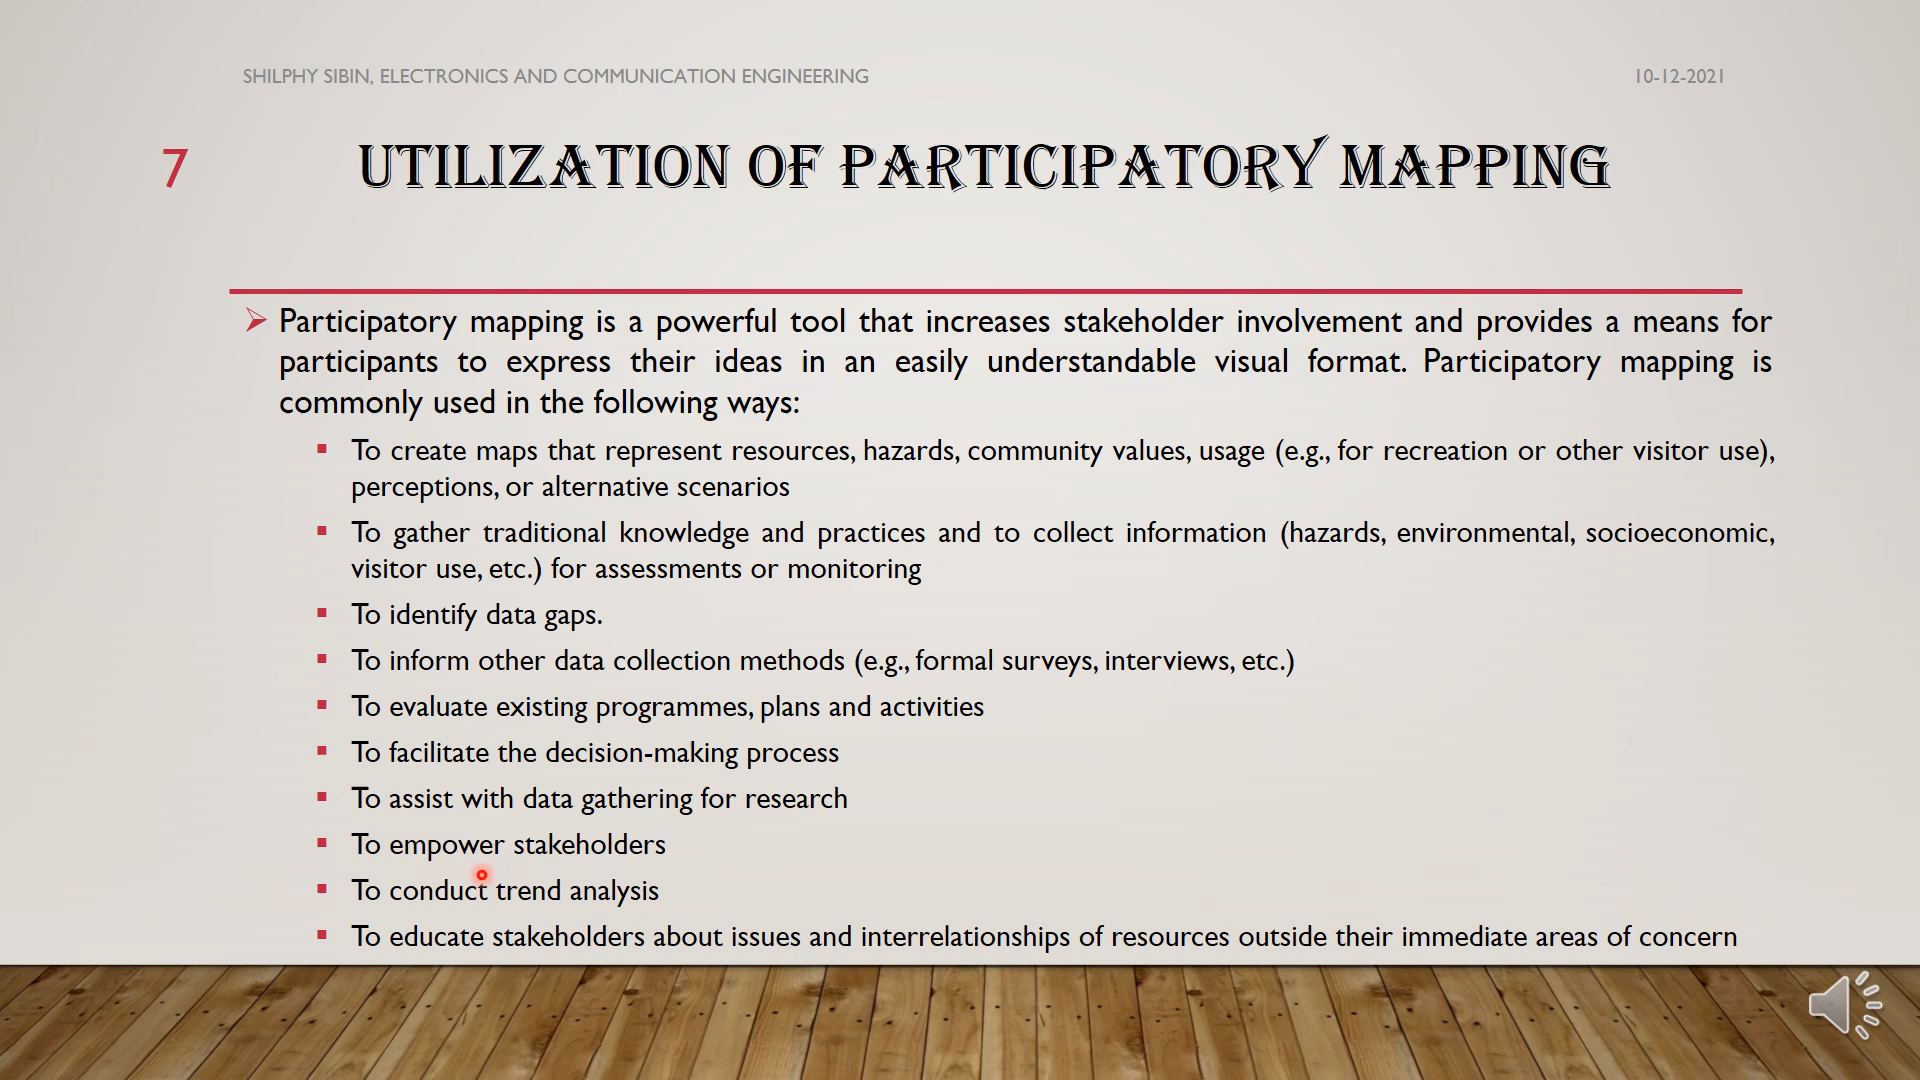 SHILPHY SIBIN, ELECTRONICS AND COMMUNICATION ENGINEERING
10-12-2021
7
UTILIZATION OF PARTICIPATORY MAPPING
Participatory mapping is a powerful tool that increases stakeholder involvement and provides a means for
participants to express their ideas in an easily understandable visual format. Participatory mapping is
commonly used in the following ways:
To create maps that represent resources, hazards, community values, usage (e.g., for recreation or other visitor use),
perceptions, or alternative scenarios
To gather traditional knowledge and practices and to collect information (hazards, environmental, socioeconomic,
visitor use, etc.) for assessments or monitoring
To identify data gaps.
To inform other data collection methods (e.g., formal surveys, interviews, etc.)
To evaluate existing programmes, plans and activities
To facilitate the decision-making process
To assist with data gathering for research
To empower stakeholders
To conduct trend analysis
To educate stakeholders about issues and interrelationships of resources outside their immediate areas of concern